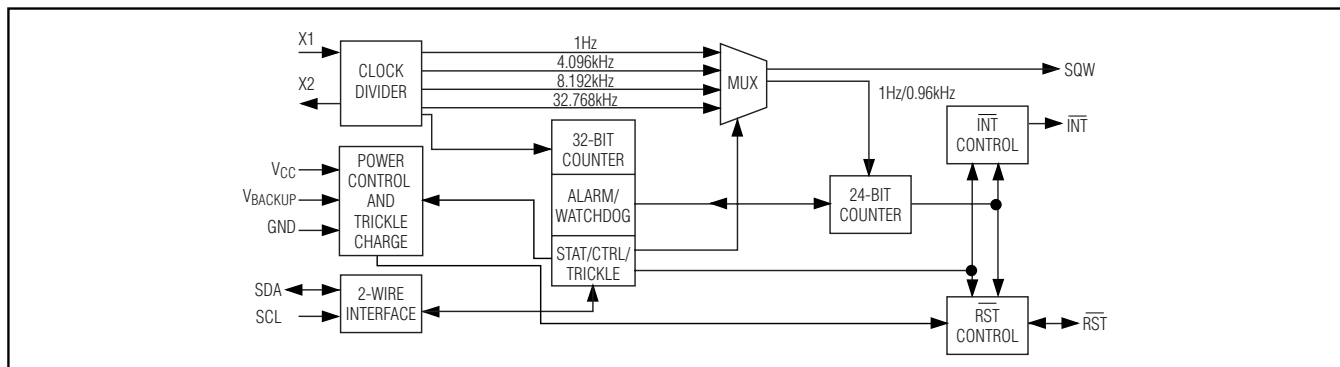 X1
X2
CLOCK
DIVIDER
1Hz
4.096kHz
8.192kHz
32.768kHz
MUX
SQW
1Hz/0.96kHz
INT
CONTROL
INT
VCC
VBACKUP
GND
POWER
CONTROL
AND
TRICKLE
CHARGE
32-BIT
COUNTER
ALARM/
WATCHDOG
STAT/CTRL/
TRICKLE
24-BIT
COUNTER
SDA
SCL
2-WIRE
INTERFACE
RST
CONTROL
RST